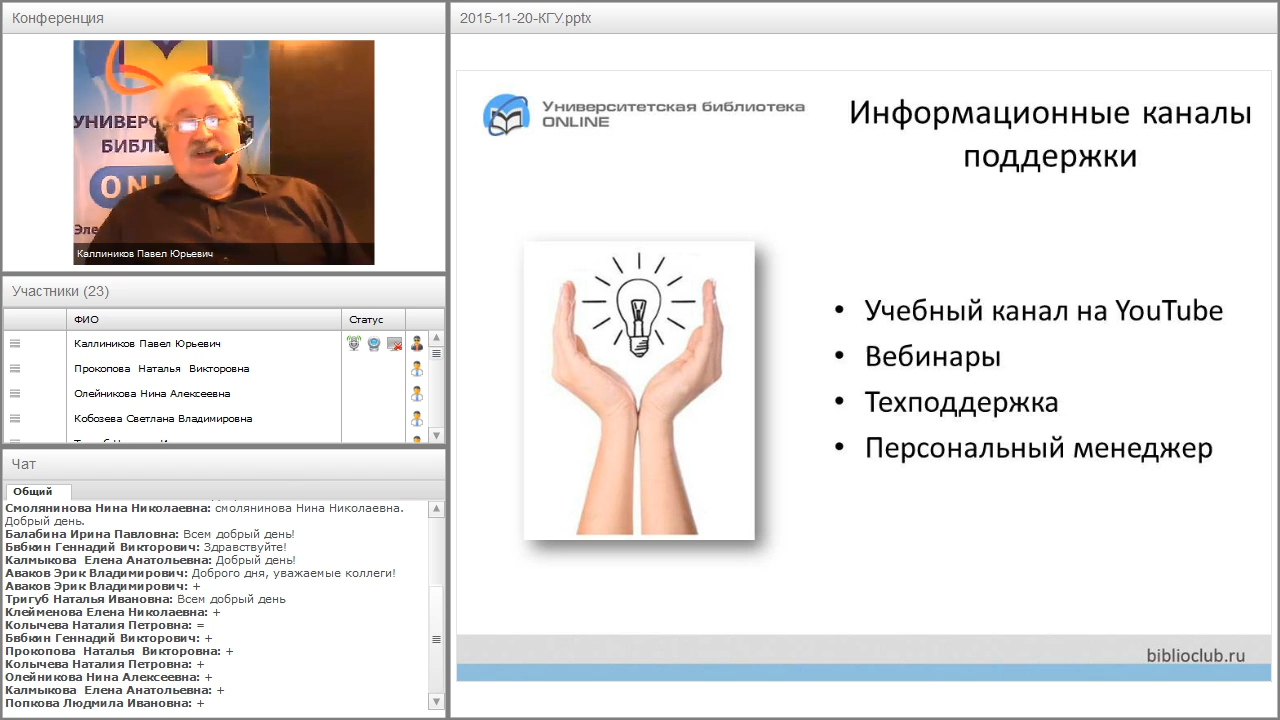 Конференция
УНИВЕРС
БИБЛИ
ONLI
Каллиников Павел Юрьевич
Участники (23)
ФИО
Статус
Каллиников Павел Юрьевич
Прокопова Наталья Викторовна
Олейникова Нина Алексеевна
Кобозева Светлана Владимировна
Чат
Общий
Смолянинова Нина Николаевна: смолянинова Нина Николаевна.
Добрый день.
Балабина Ирина Павловна: Всем добрый день!
Бвбкин Геннадий Викторович: Здравствуйте!
Калмыкова Елена Анатольевна: Добрый день!
Аваков Эрик Владимирович: Доброго дня, уважаемые коллеги!
Аваков Эрик Владимирович: +
Тригуб Наталья Ивановна: Всем добрый день
Клейменова Елена Николаевна: +
Колычева Наталия Петровна: =
Бвбкин Геннадий Викторович: +
Прокопова Наталья Викторовна: +
Колычева Наталия Петровна: +
Олейникова Нина Алексеевна: +
Калмыкова Елена Анатольевна: +
Попкова Людмила Ивановна: +
2015-11-20-КГУ.pptx
Университетская библиотека
ONLINE
Информационные каналы
поддержки
• Учебный канал на YouTube
• Вебинары
• Техподдержка
• Персональный менеджер
biblioclub.ru